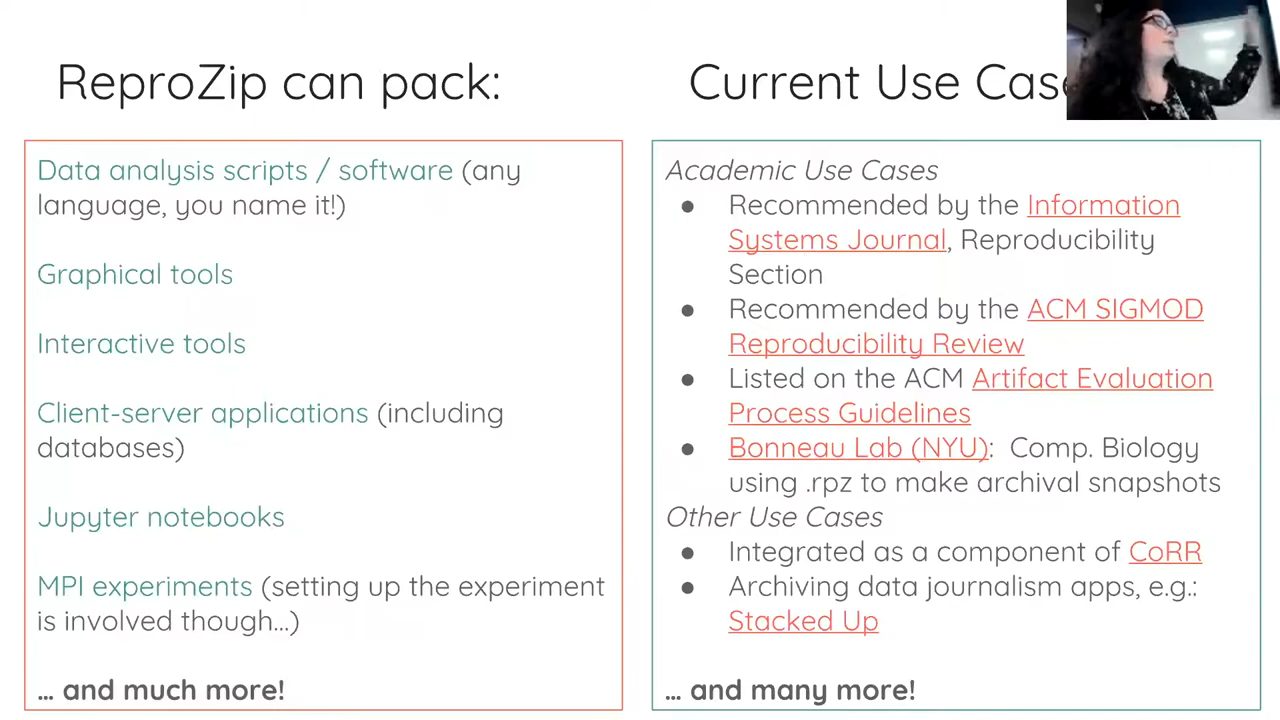 ReproZip can pack:
Data analysis scripts / software (any
language, you name it!)
Graphical tools
Interactive tools
Client-server applications (including
databases)
Jupyter notebooks
MPI experiments (setting up the experiment
is involved though...)
... and much more!
Current Use
Academic Use Cases
● Recommended by the Information
Systems Journal, Reproducibility
Section
● Recommended by the ACM SIGMOD
Reproducibility Review
● Listed on the ACM Artifact Evaluation
Process Guidelines
● Bonneau Lab (NYU): Comp. Biology
using .rpz to make archival snapshots
Other Use Cases
● Integrated as a component of CoRR
● Archiving data journalism apps, e.g.:
Stacked Up
... and many more!